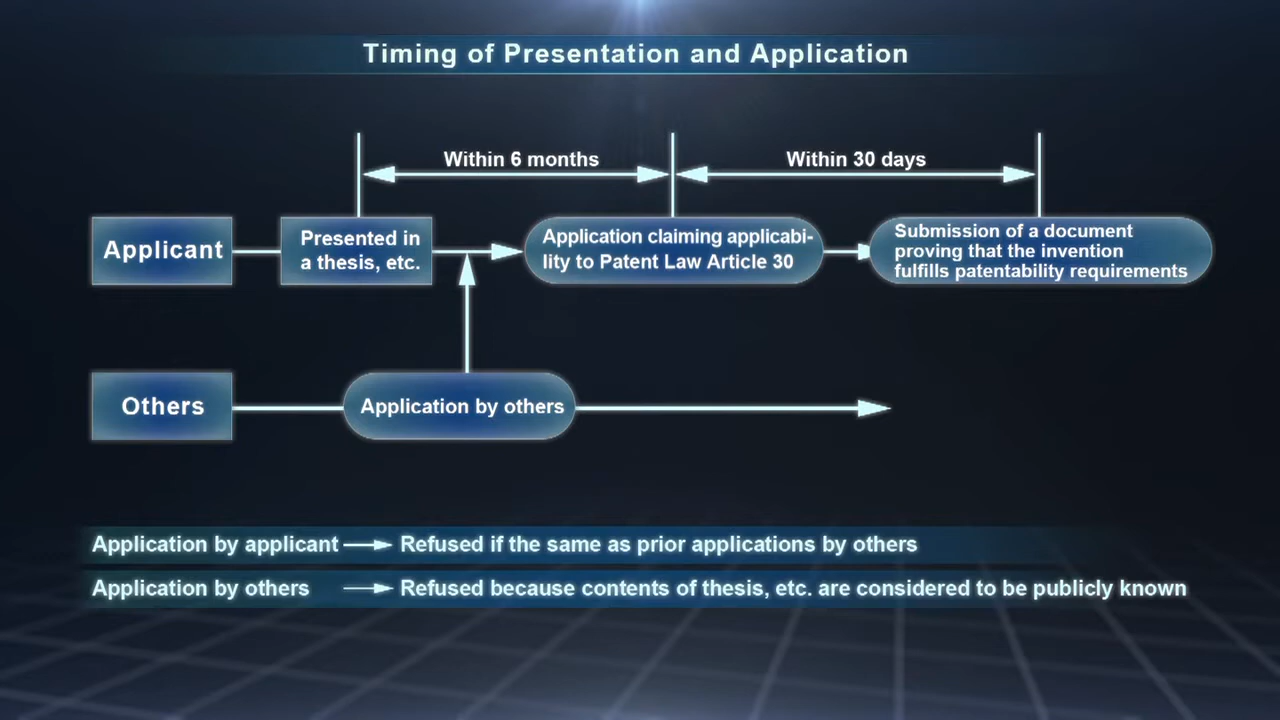 Timing of Presentation and Application
Within 6 months
Within 30 days
Applicant
Presented in
a thesis, etc.
Application claiming applicabi-
lity to Patent Law Article 30
Submission of a document
proving that the invention
fulfills patentability requirements
Others
Application by others
Application by applicant
Refused if the same as prior applications by others
Application by others
Refused because contents of thesis, etc. are considered to be publicly known